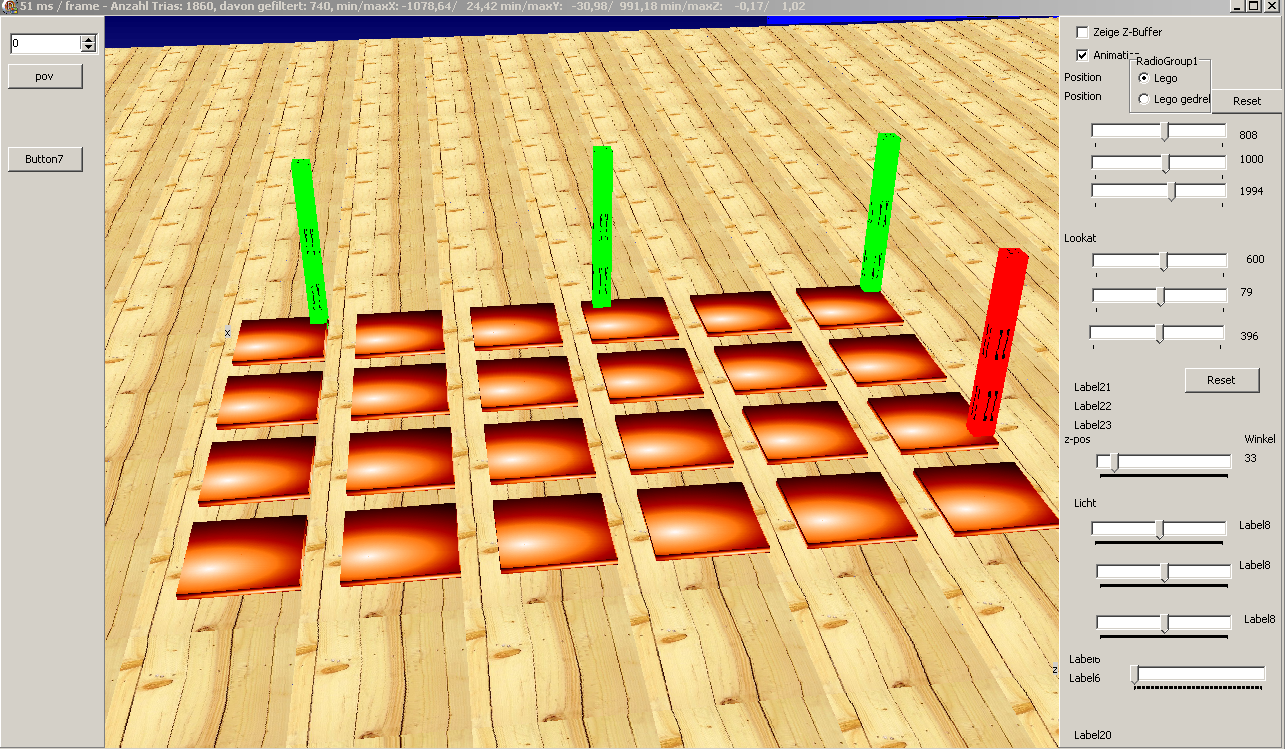 51 ms / frame - Anzahl Trias: 1860, davon gefiltert: 740, min/maxX: -1078,64/ 24,42 min/maxY: -30,98/ 991,18 min/maxZ: -0,17/ 1,02
0
pov
Button7
x
z
Zeige Z-Buffer
Animation
RadioGroup1
Position
Lego
Position
Lego gedrel
Reset
808
1000
1994
Lookat
600
79
396
Reset
Label21
Label22
Label23
z-pos
Winkel
33
Licht
Label8
Label8
Label8
Label6
Label6
Label20